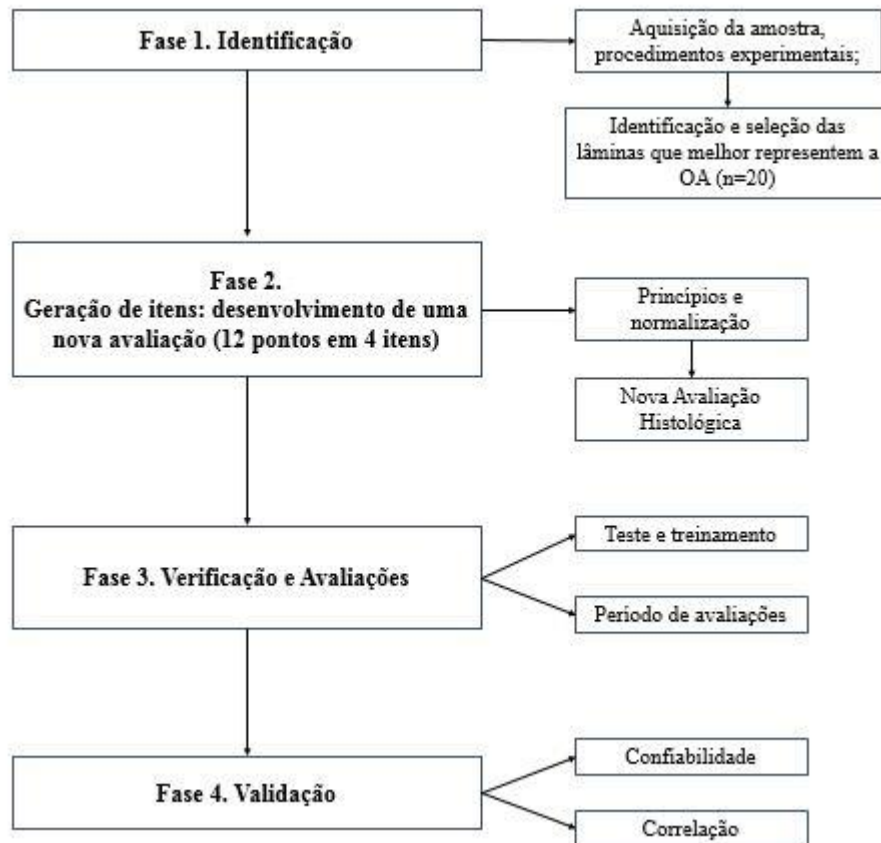 Fase 1. Identificação
Aquisição da amostra,
procedimentos experimentais;
Identificação e seleção das
lâminas que melhor representem a
OA (n=20)
Fase 2.
Geração de itens: desenvolvimento de uma
nova avaliação (12 pontos em 4 itens)
Princípios e
normalização
Nova Avaliação
Histológica
Fase 3. Verificação e Avaliações
Teste e treinamento
Período de avaliações
Fase 4. Validação
Confiabilidade
Correlação